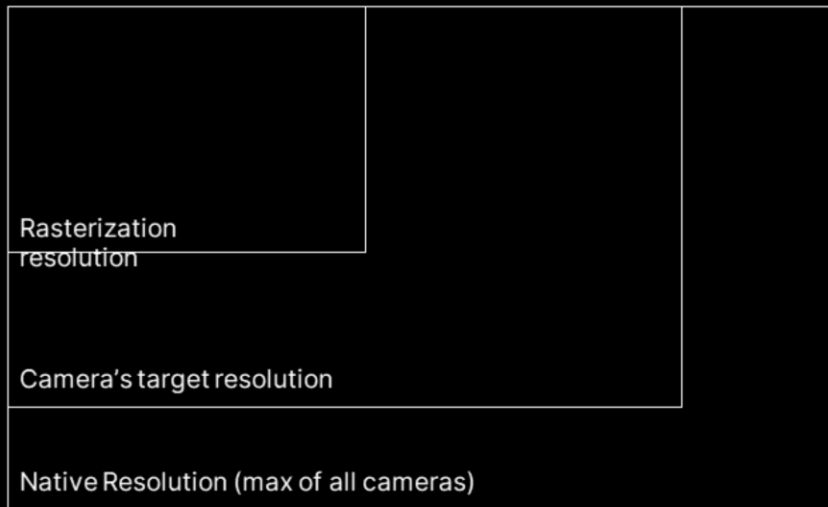 Rasterization
resolution
Camera's target resolution
Native Resolution (max of all cameras)